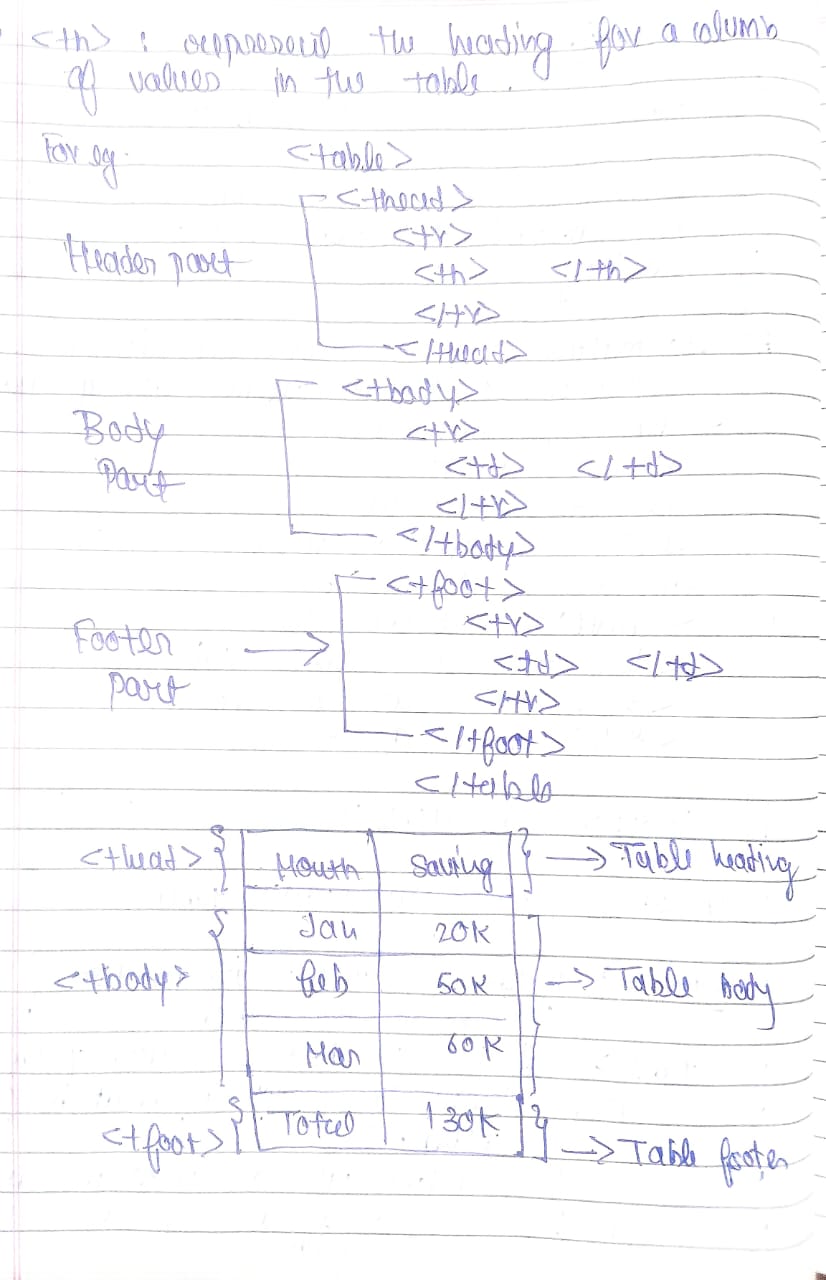 <th> : reppresent the heading for a columb
of values in the table.
For eg. <table>
<thead>
<tr>
Header part <th> </th>
</tr>
</thead>
<tbody>
Body <tr>
Part <td> </td>
</tr>
</tbody>
<tfoot>
Footer <tr>
<td> </td>
part </tr>
</tfoot>
</table
<thead> Month Saving → Table heading
Jan 20K
<tbody> feb 50K → Table body
Mar 60K
<tfoot> Total 130K. → Table footer